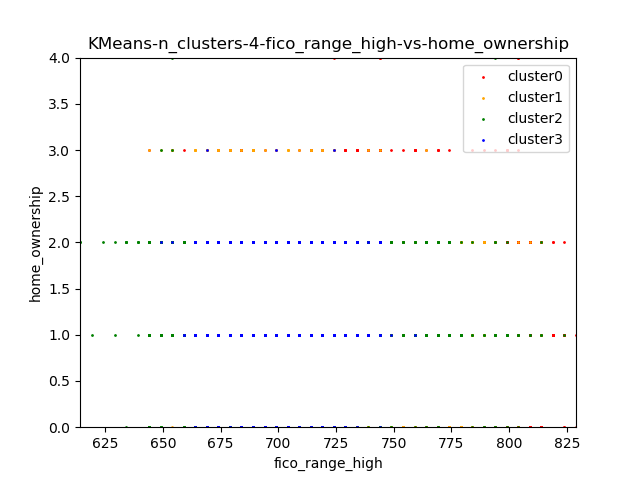 KMeans-n_clusters-4-fico_range_high-vs-home_ownership
cluster0
cluster1
cluster2
cluster3
4.0
3.5
3.0
2.5
2.0
1.5
1.0
0.5
0.0
home_ownership
625 650 675 700 725 750 775 800 825
fico_range_high